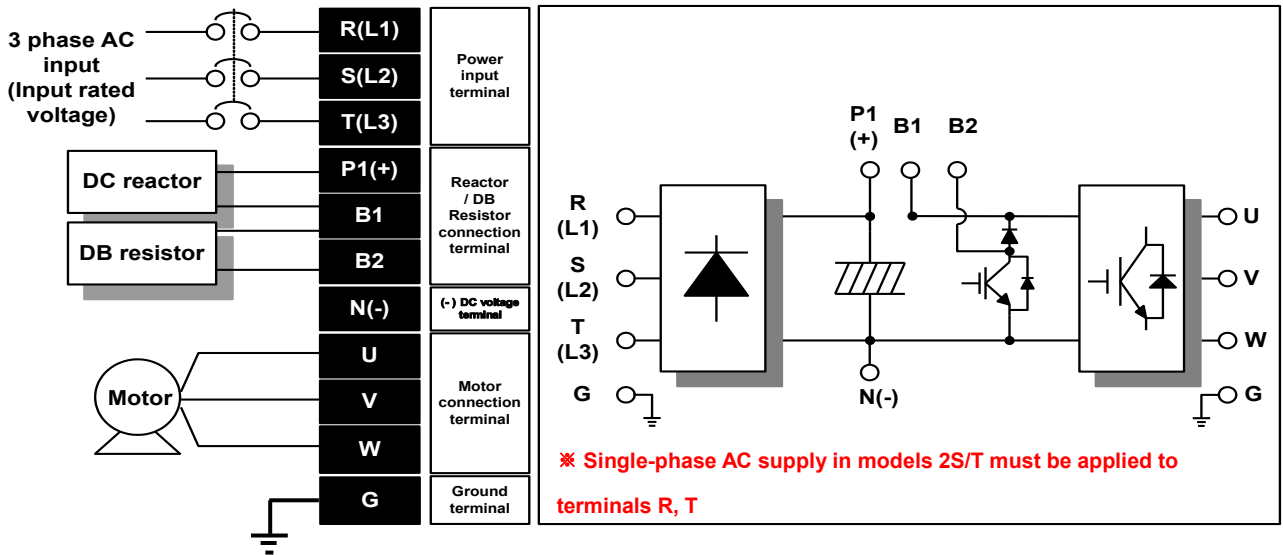 3 phase AC
input
(Input rated
voltage)
R(L1)
S(L2)
T(L3)
Power
input
terminal
DC reactor
DB resistor
P1(+)
B1
B2
Reactor
/ DB
Resistor
connection
terminal
N(-)
(-) DC voltage
terminal
Motor
U
V
W
Motor
connection
terminal
G
Ground
terminal
P1
(+)
B1
B2
R
(L1)
S
(L2)
T
(L3)
G
N(-)
U
V
W
G
※ Single-phase AC supply in models 2S/T must be applied to
terminals R, T